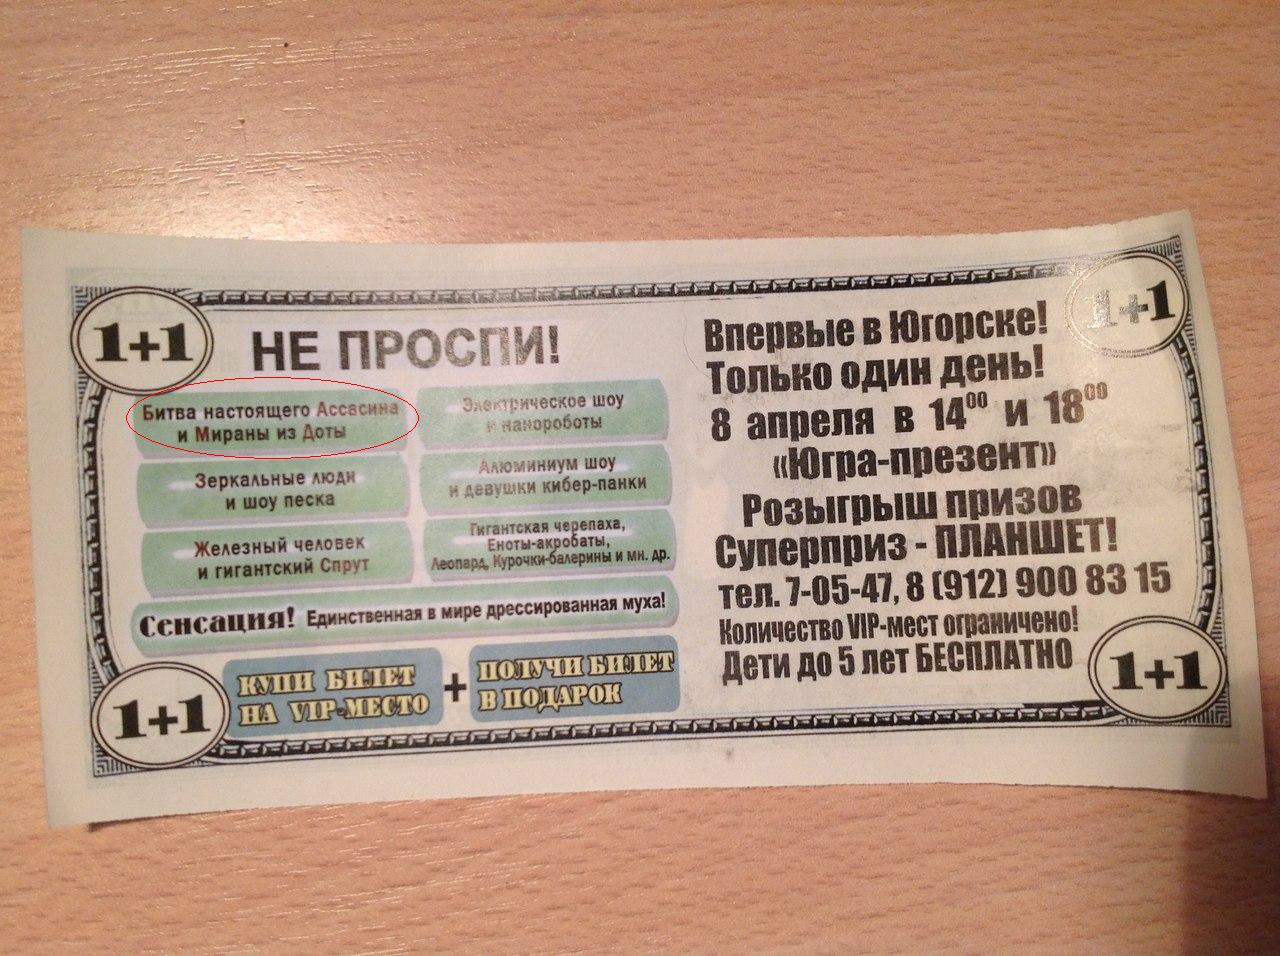 1+1
НЕ ПРОСПИ!
Битва настоящего Ассасина
и Мираны из Доты
Электрическое шоу
и нанороботы
Зеркальные люди
и шоу песка
Алюминиум шоу
и девушки кибер-панки
Железный человек
и гигантский Спрут
Гигантская черепаха,
Еноты-акробаты,
Леопард, Курочки-балерины и мн. др.
Сенсация! Единственная в мире дрессированная муха!
КУПИ БИЛЕТ
НА VIP-МЕСТО
+
ПОЛУЧИ БИЛЕТ
В ПОДАРОК
1+1
1+1
Впервые в Югорске!
Только один день!
8 апреля в 14⁰⁰ и 18⁰⁰
«Югра-презент»
Розыгрыш призов
Суперприз - ПЛАНШЕТ!
тел. 7-05-47, 8 (912) 900 83 15
Количество VIP-мест ограничено!
Дети до 5 лет БЕСПЛАТНО
1+1